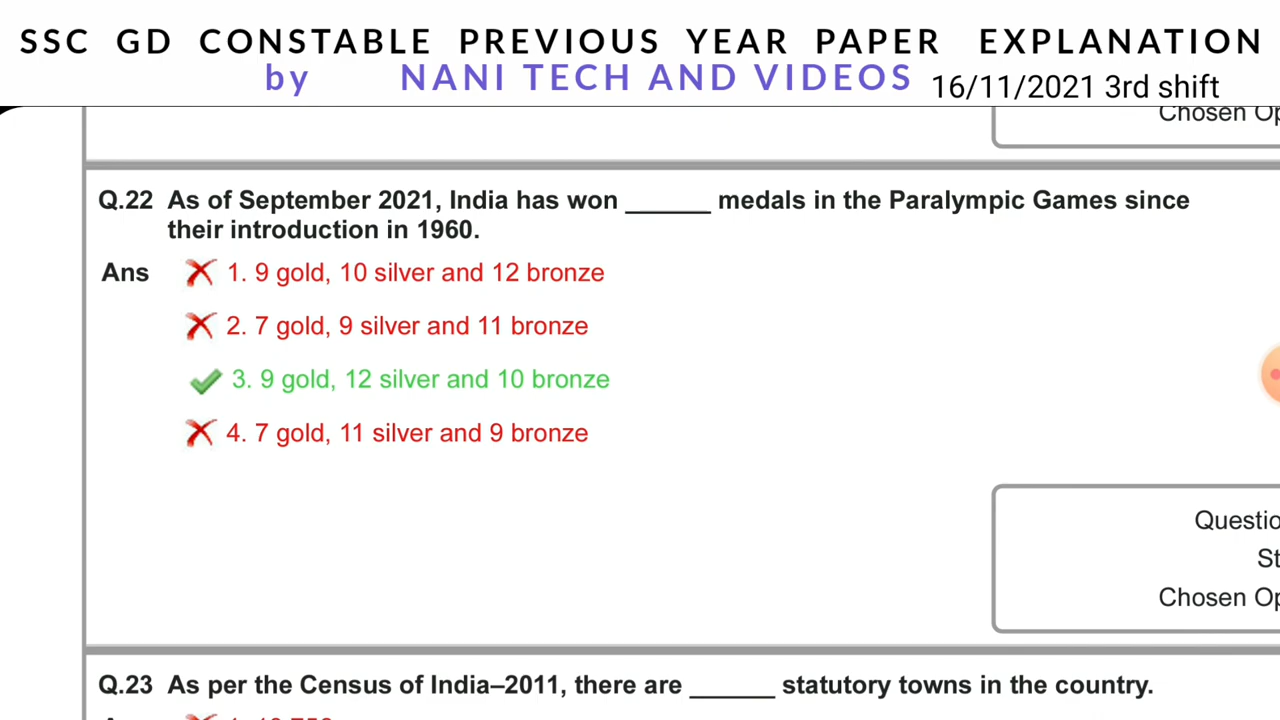 SSC GD CONSTABLE PREVIOUS YEAR PAPER EXPLANATION
by NANI TECH AND VIDEOS 16/11/2021 3rd shift
Chosen
Q.22 As of September 2021, India has won ______ medals in the Paralympic Games since
their introduction in 1960.
Ans 1. 9 gold, 10 silver and 12 bronze
2. 7 gold, 9 silver and 11 bronze
3. 9 gold, 12 silver and 10 bronze
4. 7 gold, 11 silver and 9 bronze
Chosen
Q.23 As per the Census of India–2011, there are ______ statutory towns in the country.